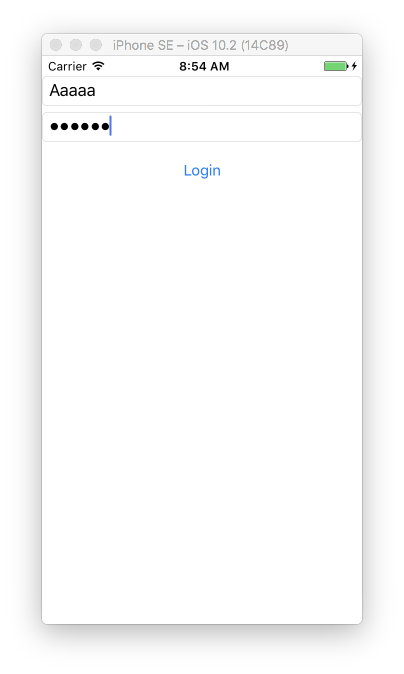 iPhone SE – iOS 10.2 (14C89)
Carrier 8:54 AM
Aaaaa
●●●●●●
Login